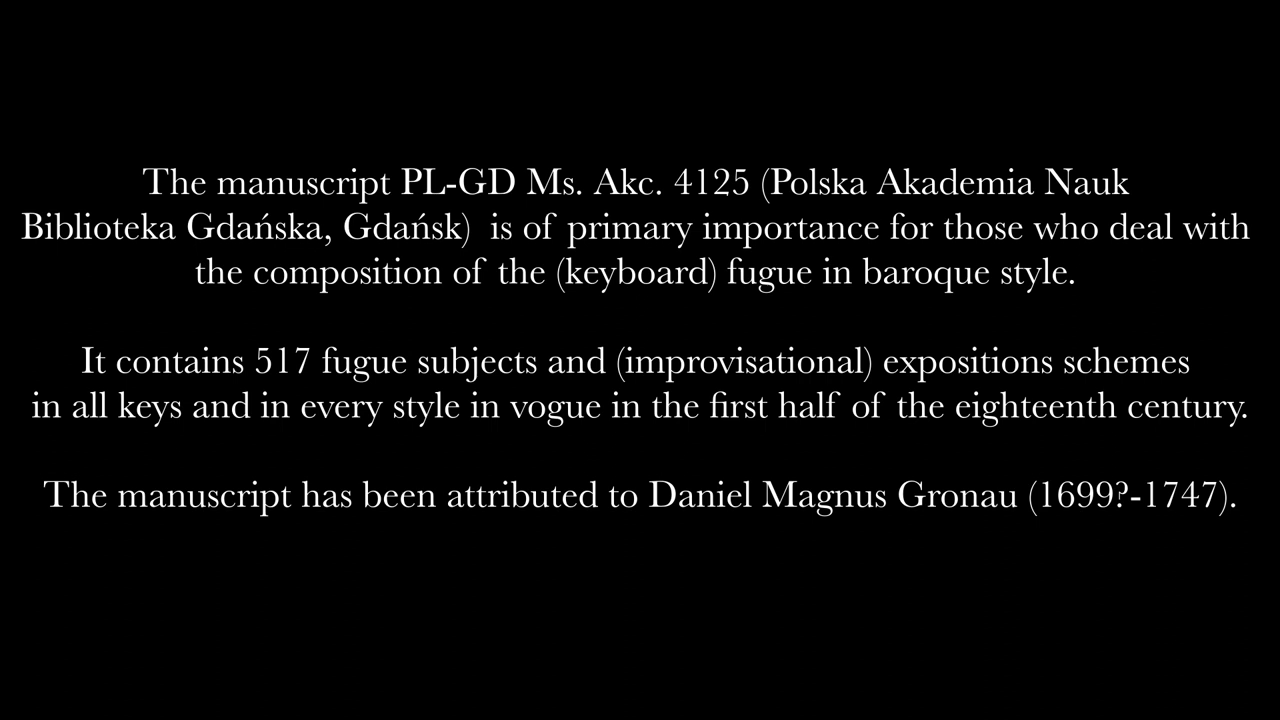 The manuscript PL-GD Ms. Akc. 4125 (Polska Akademia Nauk
Biblioteka Gdańska, Gdańsk) is of primary importance for those who deal with
the composition of the (keyboard) fugue in baroque style.
It contains 517 fugue subjects and (improvisational) expositions schemes
in all keys and in every style in vogue in the first half of the eighteenth century.
The manuscript has been attributed to Daniel Magnus Gronau (1699?-1747).